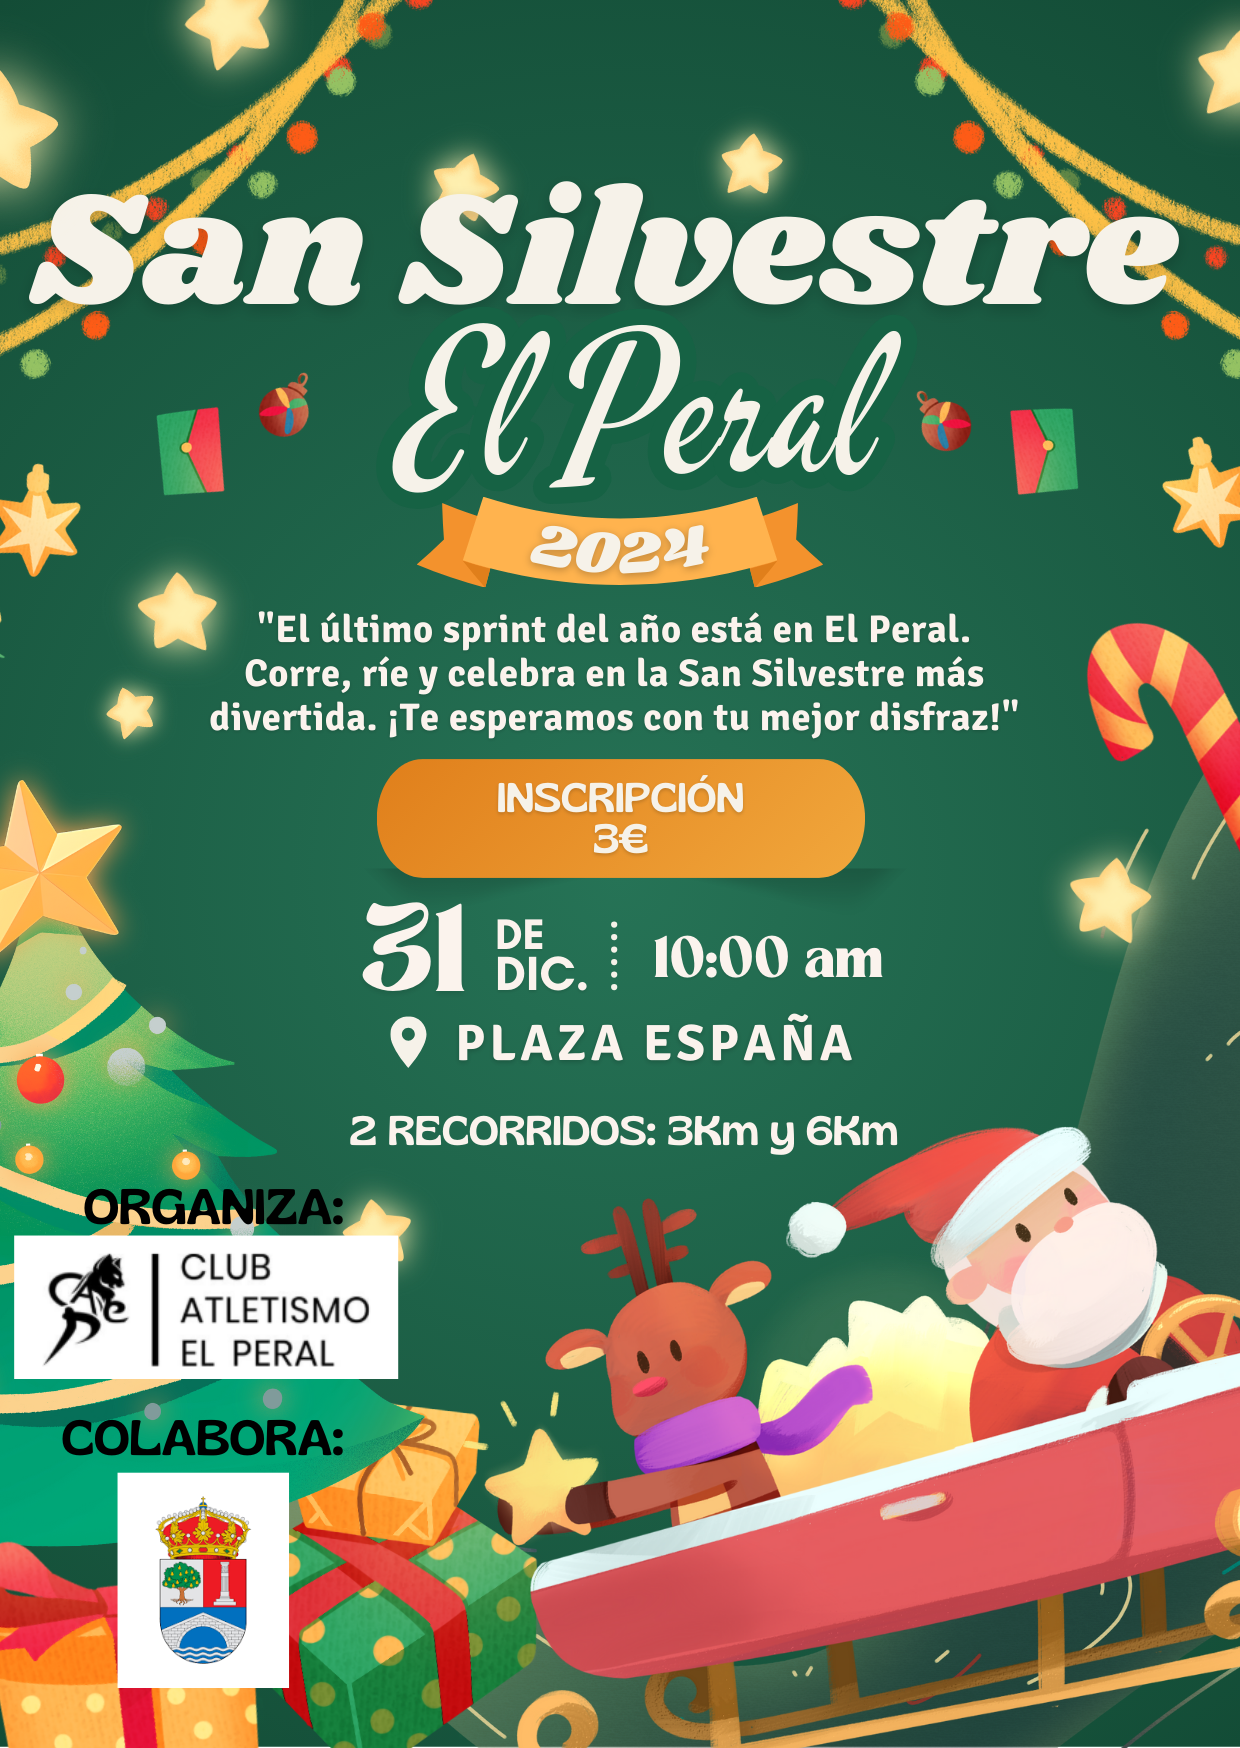 San Silvestre
El Peral
2024
"El último sprint del año está en El Peral.
Corre, ríe y celebra en la San Silvestre más
divertida. ¡Te esperamos con tu mejor disfraz!"
INSCRIPCIÓN
3€
31 DE DIC. 10:00 am
PLAZA ESPAÑA
2 RECORRIDOS: 3Km y 6Km
ORGANIZA:
CLUB
ATLETISMO
EL PERAL
COLABORA: